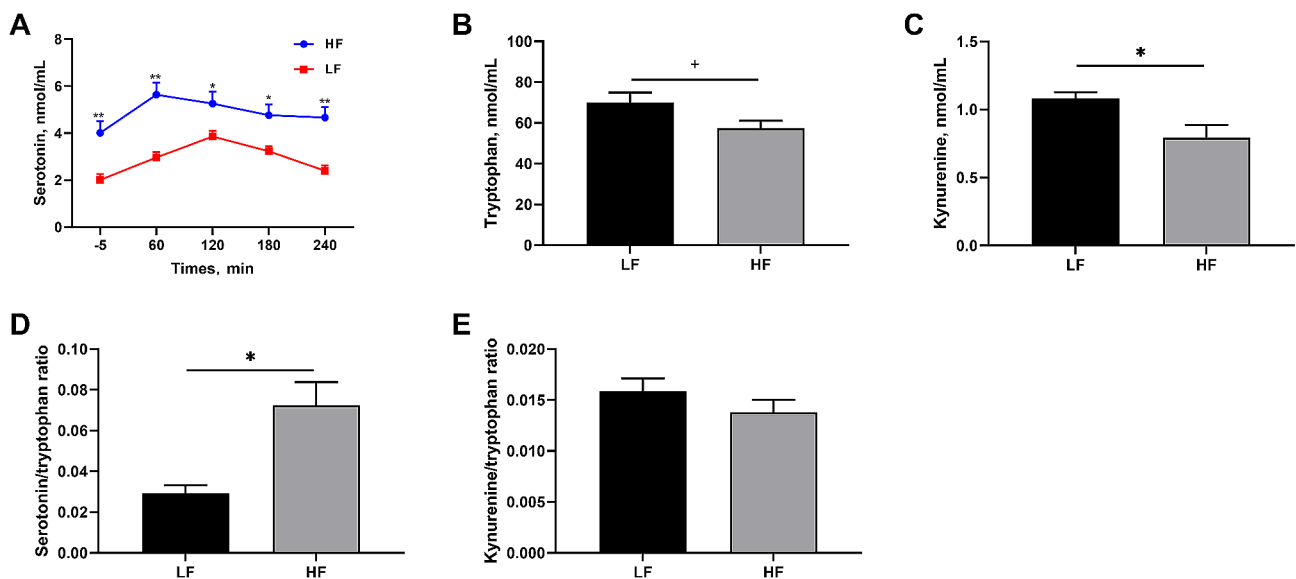 A
Serotonin, nmol/mL
8
6
4
2
0
-5 60 120 180 240
Times, min
HF
LF
**
**
*
*
**
B
Tryptophan, nmol/mL
100
80
60
40
20
0
+
LF HF
C
Kynurenine, nmol/mL
1.5
1.0
0.5
0.0
*
LF HF
D
Serotonin/tryptophan ratio
0.10
0.08
0.06
0.04
0.02
0.00
*
LF HF
E
Kynurenine/tryptophan ratio
0.020
0.015
0.010
0.005
0.000
LF HF